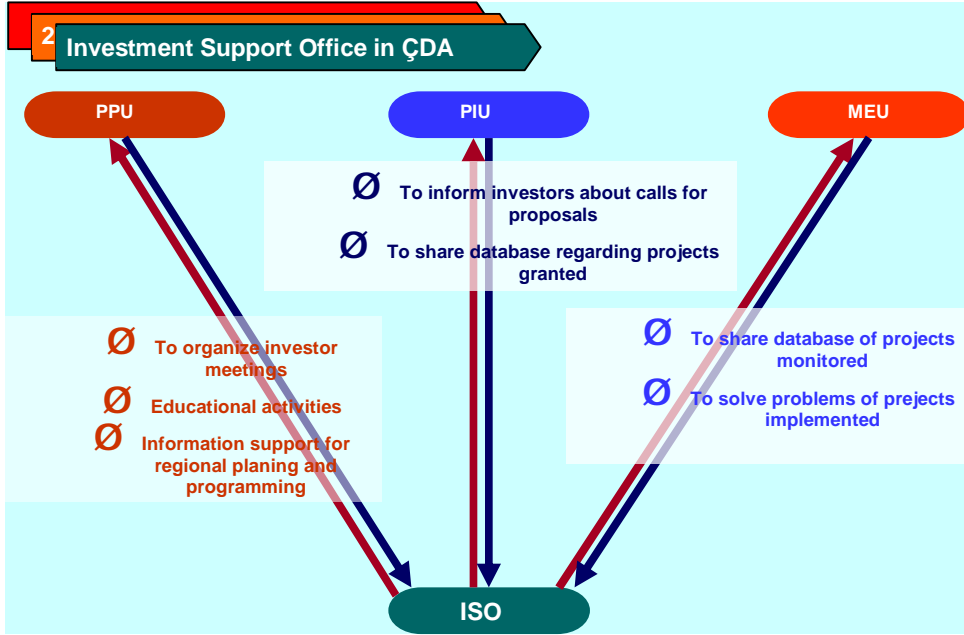 2
Investment Support Office in ÇDA
PPU
PIU
MEU
Ø To inform investors about calls for
proposals
Ø To share database regarding projects
granted
Ø To organize investor
meetings
Ø Educational activities
Ø Information support for
regional planing and
programming
Ø To share database of projects
monitored
Ø To solve problems of prejects
implemented
ISO